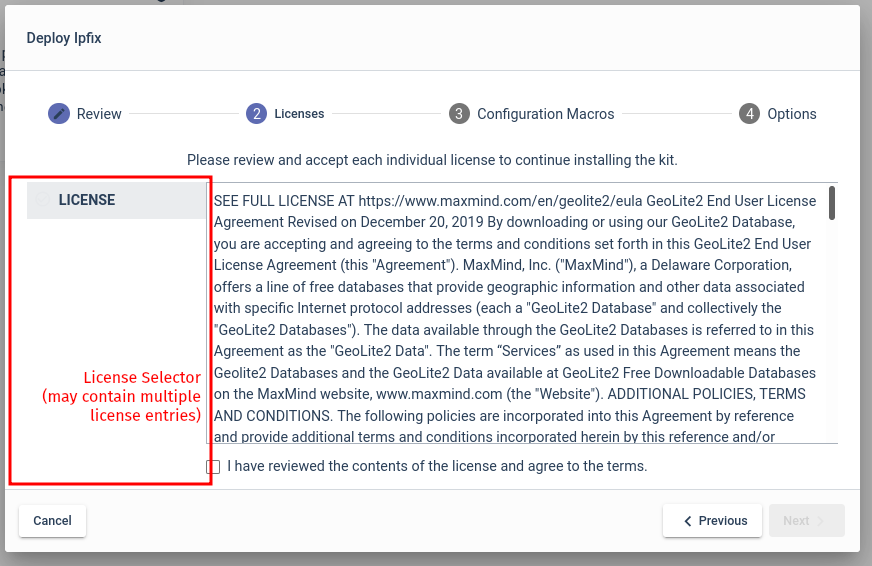 Deploy Ipfix
Review
2 Licenses
3 Configuration Macros
4 Options
Please review and accept each individual license to continue installing the kit.
LICENSE
SEE FULL LICENSE AT https://www.maxmind.com/en/geolite2/eula GeoLite2 End User License
Agreement Revised on December 20, 2019 By downloading or using our GeoLite2 Database,
you are accepting and agreeing to the terms and conditions set forth in this GeoLite2 End User
License Agreement (this "Agreement"). MaxMind, Inc. ("MaxMind"), a Delaware Corporation,
offers a line of free databases that provide geographic information and other data associated
with specific Internet protocol addresses (each a "GeoLite2 Database" and collectively the
"GeoLite2 Databases"). The data available through the GeoLite2 Databases is referred to in this
Agreement as the "GeoLite2 Data". The term “Services” as used in this Agreement means the
Geolite2 Databases and the GeoLite2 Data available at GeoLite2 Free Downloadable Databases
on the MaxMind website, www.maxmind.com (the "Website"). ADDITIONAL POLICIES, TERMS
AND CONDITIONS. The following policies are incorporated into this Agreement by reference
and provide additional terms and conditions incorporated herein by this reference and/or
License Selector
(may contain multiple
license entries)
I have reviewed the contents of the license and agree to the terms.
Cancel
Previous
Next